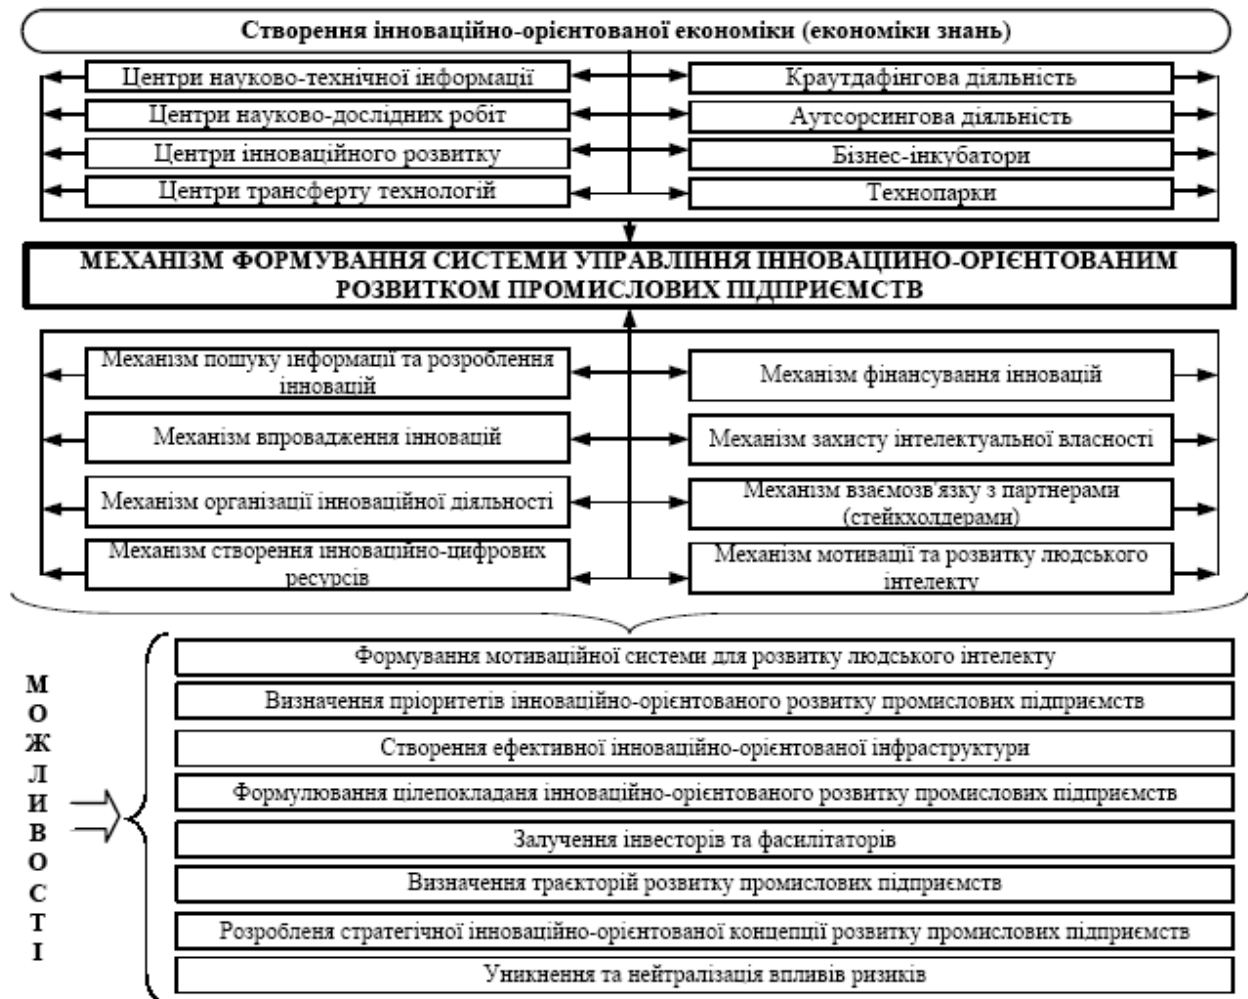 Створення інноваційно-орієнтованої економіки (економіки знань)
Центри науково-технічної інформації
Краутдафінгова діяльність
Центри науково-дослідних робіт
Аутсорсингова діяльність
Центри інноваційного розвитку
Бізнес-інкубатори
Центри трансферту технологій
Технопарки
МЕХАНІЗМ ФОРМУВАННЯ СИСТЕМИ УПРАВЛІННЯ ІННОВАЦІЙНО-ОРІЄНТОВАНИМ
РОЗВИТКОМ ПРОМИСЛОВИХ ПІДПРИЄМСТВ
Механізм пошуку інформації та розроблення
інновацій
Механізм фінансування інновацій
Механізм впровадження інновацій
Механізм захисту інтелектуальної власності
Механізм організації інноваційної діяльності
Механізм взаємозв'язку з партнерами
(стейкхолдерами)
Механізм створення інноваційно-цифрових
ресурсів
Механізм мотивації та розвитку людського
інтелекту
МОЖЛИВОСТІ
Формування мотиваційної системи для розвитку людського інтелекту
Визначення пріоритетів інноваційно-орієнтованого розвитку промислових підприємств
Створення ефективної інноваційно-орієнтованої інфраструктури
Формулювання цілепокладаня інноваційно-орієнтованого розвитку промислових підприємств
Залучення інвесторів та фасилітаторів
Визначення траєкторій розвитку промислових підприємств
Розробленя стратегічної інноваційно-орієнтованої концепції розвитку промислових підприємств
Уникнення та нейтралізація впливів ризиків